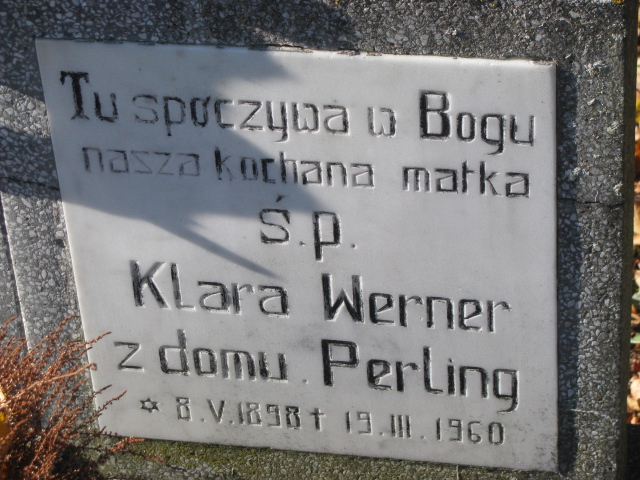 Tu spoczywa w Bogu
nasza kochana matka
Ś.p.
Klara Werner
z domu Perling
* 8.V.1898 † 19.III.1960